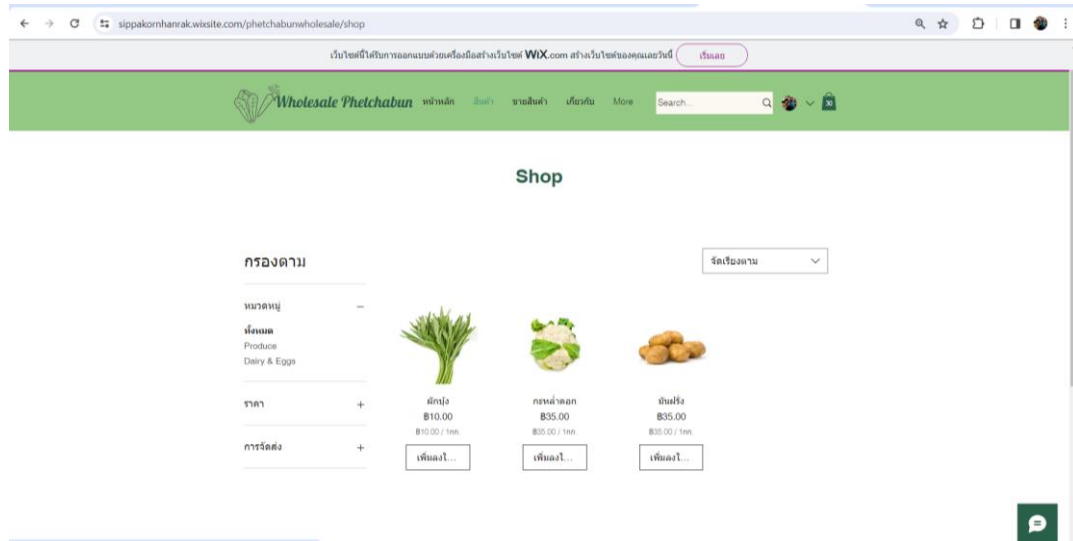 sippakornhanrak.wixsite.com/phetchabunwholesale/shop
เว็บไซต์นี้ได้รับการออกแบบด้วยเครื่องมือสร้างเว็บไซต์ WiX.com สร้างเว็บไซต์ของคุณเลยวันนี้ เริ่มเลย
Wholesale Phetchabun หน้าหลัก สินค้า ขายสินค้า เกี่ยวกับ More Search... 30
Shop
กรองตาม จัดเรียงตาม
หมวดหมู่ −
ทั้งหมด
Produce
Dairy & Eggs
ราคา +
การจัดส่ง +
ผักบุ้ง กะหล่ำดอก มันฝรั่ง
฿10.00 ฿35.00 ฿35.00
฿10.00 / 1กก. ฿35.00 / 1กก. ฿35.00 / 1กก.
เพิ่มลงใ... เพิ่มลงใ... เพิ่มลงใ...